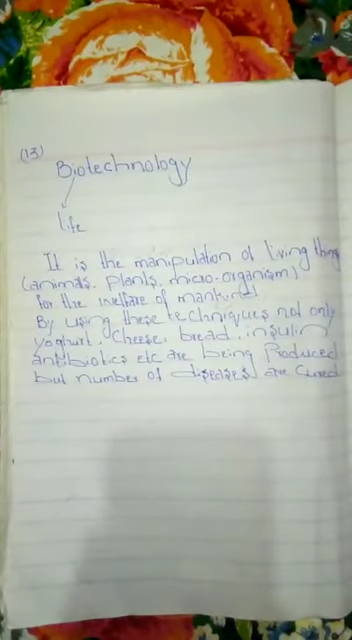 (13)
Biotechnology
life
It is the manipulation of living thing
(animals. plants. micro-organism)
for the welfare of mankind.
By using these techniques not only
yoghurt. Cheese. bread. insulin
antibiotics etc are being Produced
but number of diseases are Cured